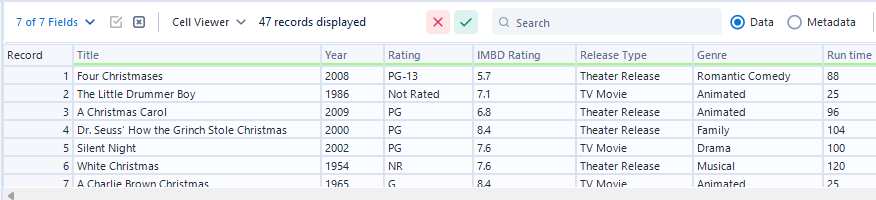 7 of 7 Fields Cell Viewer 47 records displayed Search Data Metadata
Record Title Year Rating IMBD Rating Release Type Genre Run time
1 Four Christmases 2008 PG-13 5.7 Theater Release Romantic Comedy 88
2 The Little Drummer Boy 1986 Not Rated 7.1 TV Movie Animated 25
3 A Christmas Carol 2009 PG 6.8 Theater Release Animated 96
4 Dr. Seuss' How the Grinch Stole Christmas 2000 PG 8.4 Theater Release Family 104
5 Silent Night 2002 PG 7.6 TV Movie Drama 100
6 White Christmas 1954 NR 7.6 Theater Release Musical 120
7 A Charlie Brown Christmas 1965 G 8.4 TV Movie Animated 25